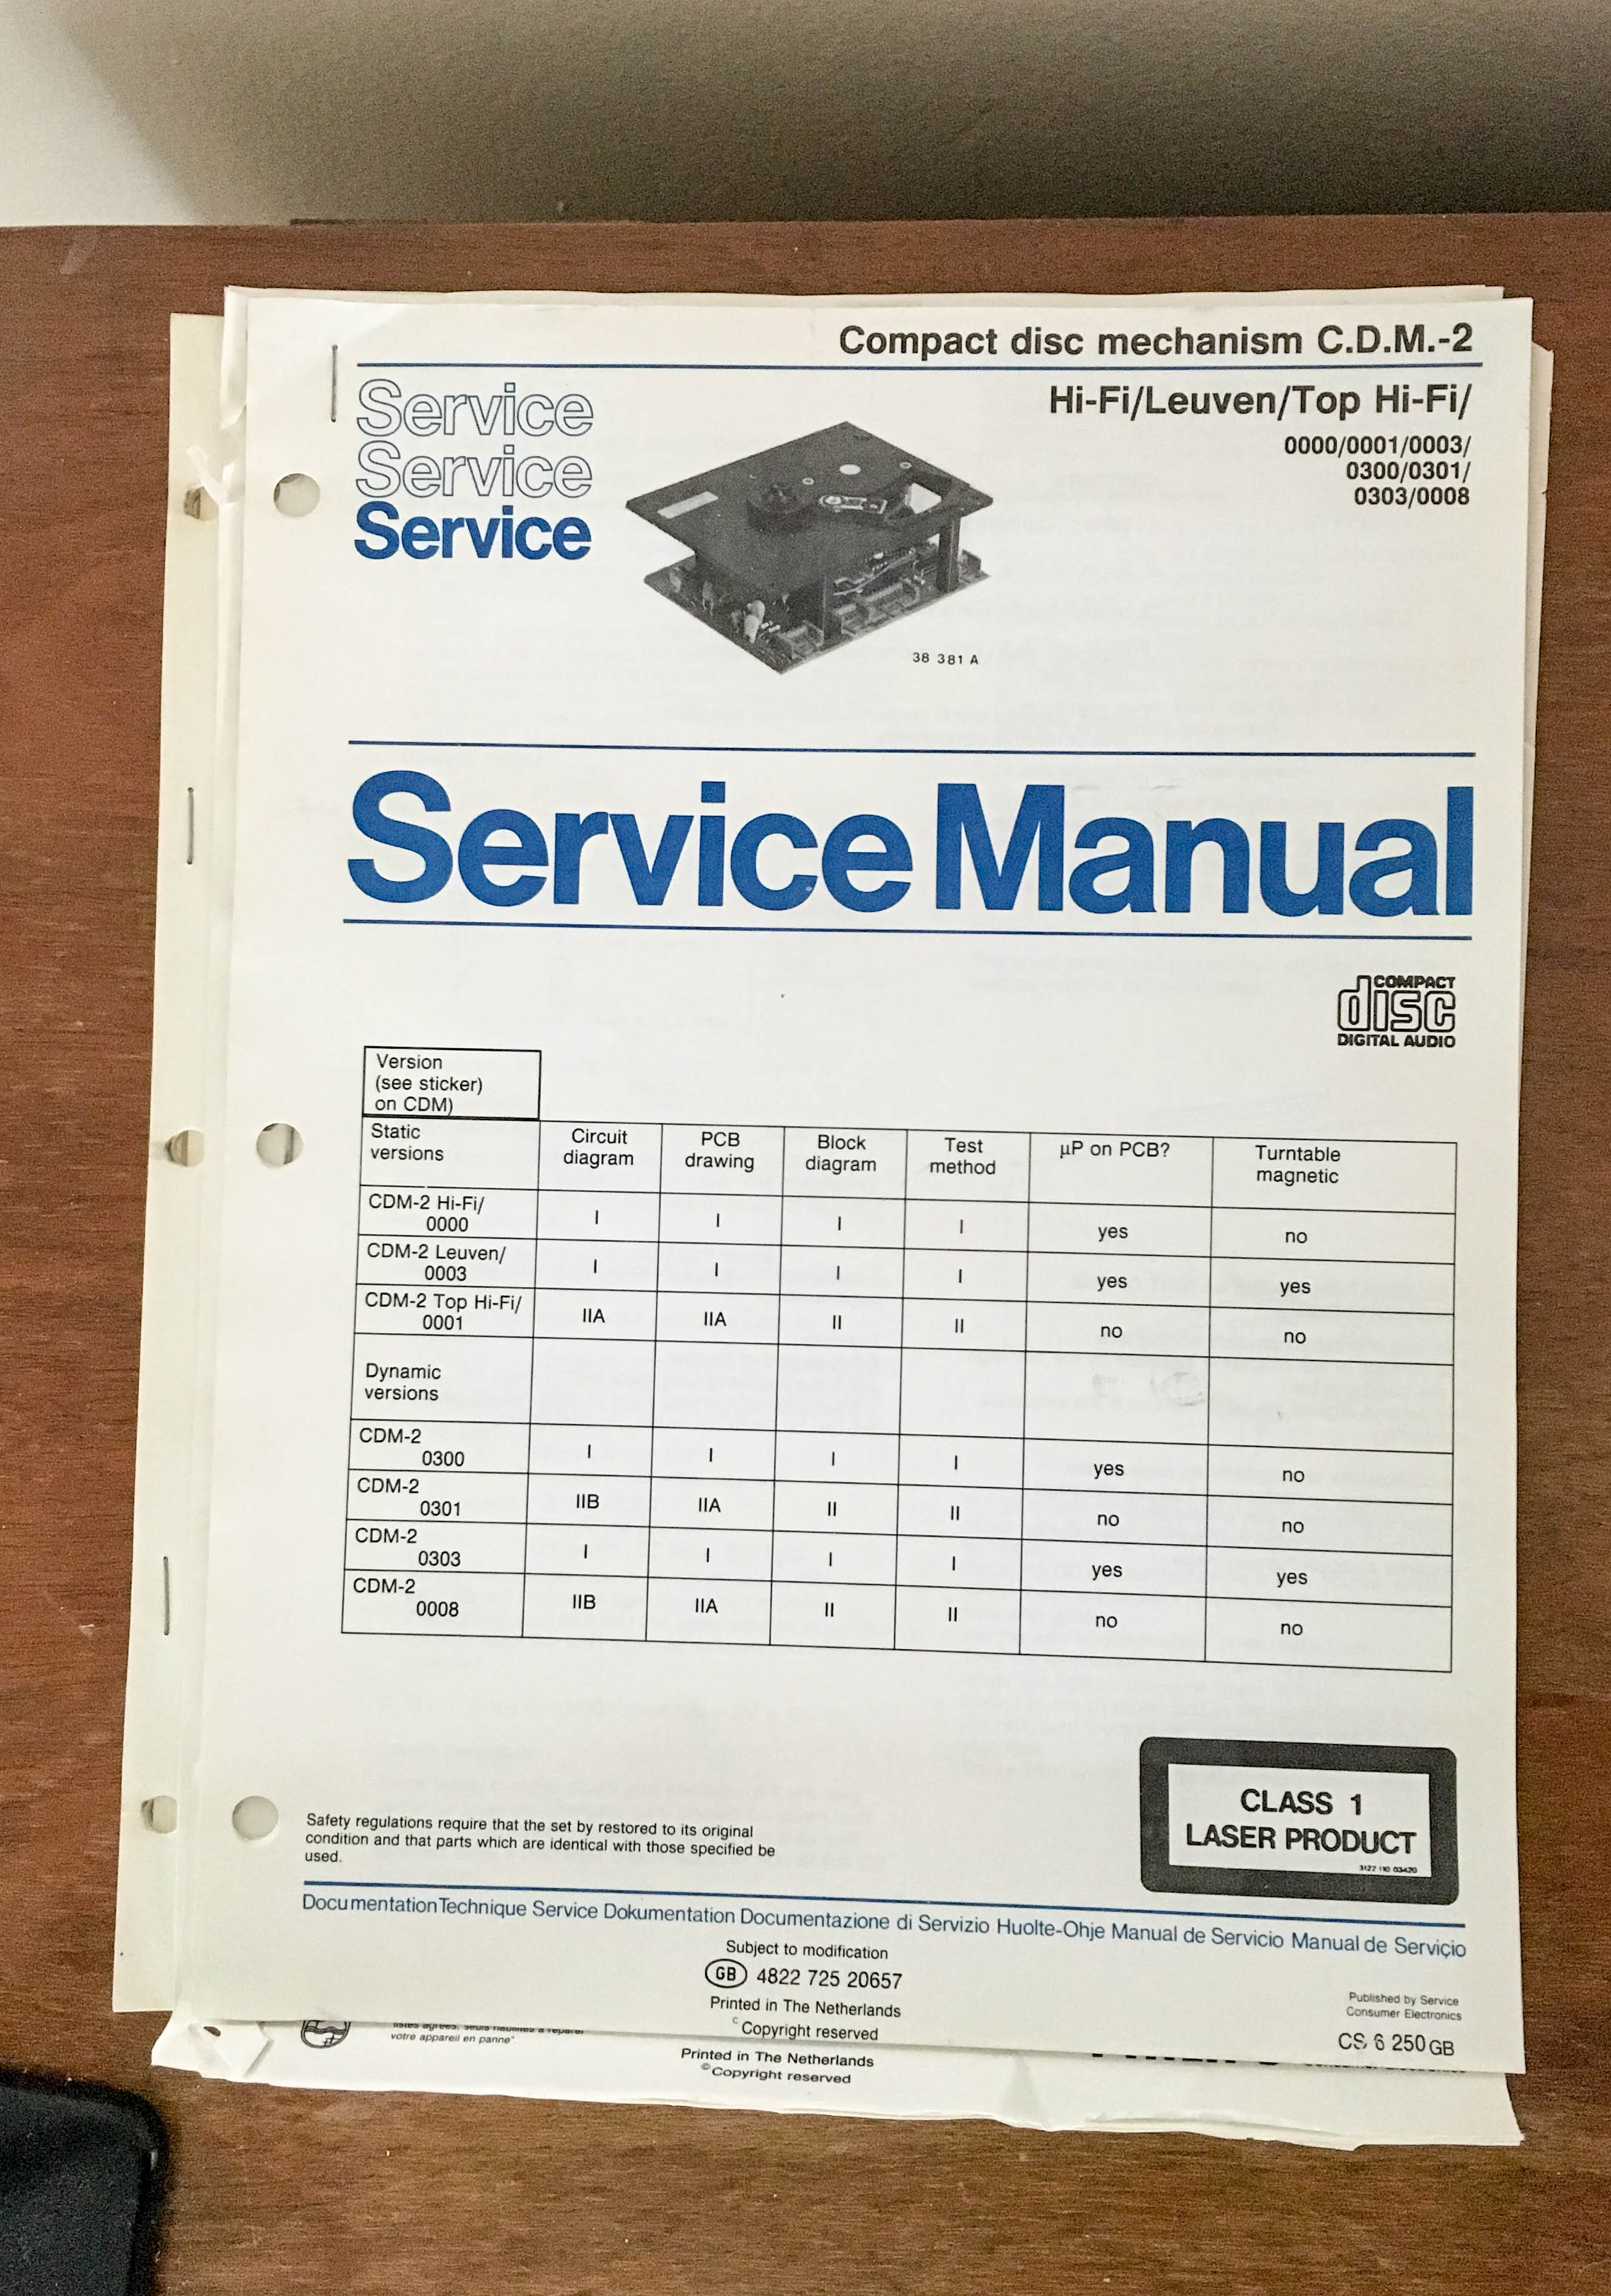 Compact disc mechanism C.D.M.-2
Service
Service
Service
Hi-Fi/Leuven/Top Hi-Fi/
0000/0001/0003/
0300/0301/
0303/0008
38 381 A
Service Manual
COMPACT
disc
DIGITAL AUDIO
Version
(see sticker)
on CDM)
Static versions Circuit diagram PCB drawing Block diagram Test method µP on PCB? Turntable magnetic
CDM-2 Hi-Fi/ 0000 I I I I yes no
CDM-2 Leuven/ 0003 I I I I yes yes
CDM-2 Top Hi-Fi/ 0001 IIA IIA II II no no
Dynamic versions
CDM-2 0300 I I I I yes no
CDM-2 0301 IIB IIA II II no no
CDM-2 0303 I I I I yes yes
CDM-2 0008 IIB IIA II II no no
CLASS 1
LASER PRODUCT
3122 110 03420
Safety regulations require that the set by restored to its original
condition and that parts which are identical with those specified be
used.
Documentation Technique Service Dokumentation Documentazione di Servizio Huolte-Ohje Manual de Servicio Manual de Serviçio
Subject to modification
GB 4822 725 20657
Printed in The Netherlands
© Copyright reserved
Published by Service
Consumer Electronics
CS 6 250 GB
votre appareil en panne"
Printed in The Netherlands
©Copyright reserved